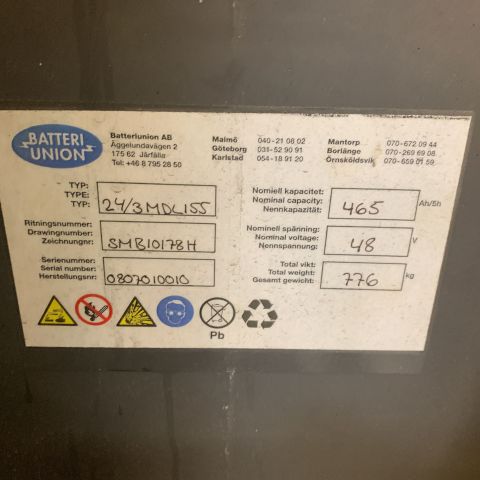 BATTERI
UNION
Batteriunion AB
Äggelundavägen 2
175 62 Järfälla
Tel: +46 8 795 28 50
Malmö 040-21 08 02
Göteborg 031-52 90 91
Karlstad 054-18 91 20
Mantorp 070-672 09 44
Borlänge 070-269 69 08
Örnsköldsvik 070-659 01 59
TYP:
TYPE:
TYP:
24/3MDL155
Ritningsnummer:
Drawingnumber:
Zeichnungnr:
SMB10178H
Serienummer:
Serial number:
Herstellungsnr:
0807010010
Nomiell kapacitet:
Nominal capacity:
Nennkapazität:
465 Ah/5h
Nominell spänning:
Nominal voltage:
Nennspannung:
48 V
Total vikt:
Total weight:
Gesamt gewicht:
776 kg
Pb